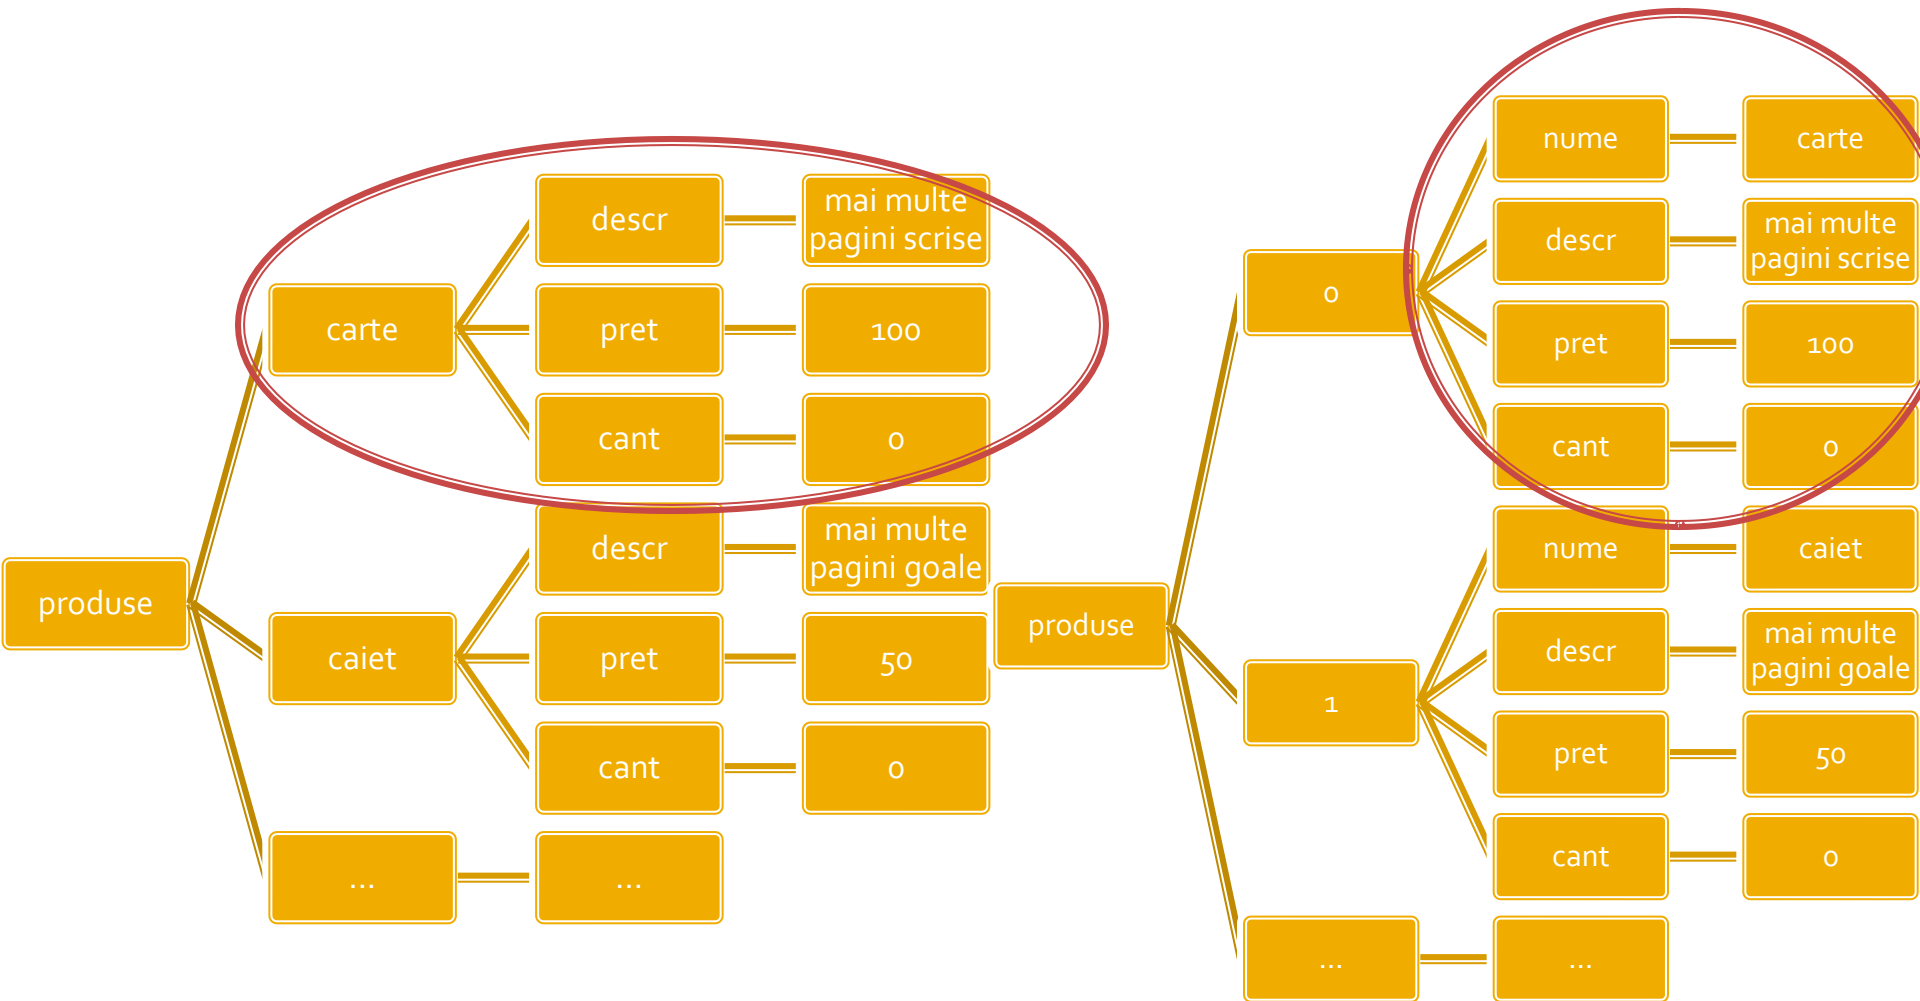 produse
carte
descr
mai multe
pagini scrise
pret
100
cant
0
caiet
descr
mai multe
pagini goale
pret
50
cant
0
...
...
produse
0
nume
carte
descr
mai multe
pagini scrise
pret
100
cant
0
1
nume
caiet
descr
mai multe
pagini goale
pret
50
cant
0
...
...